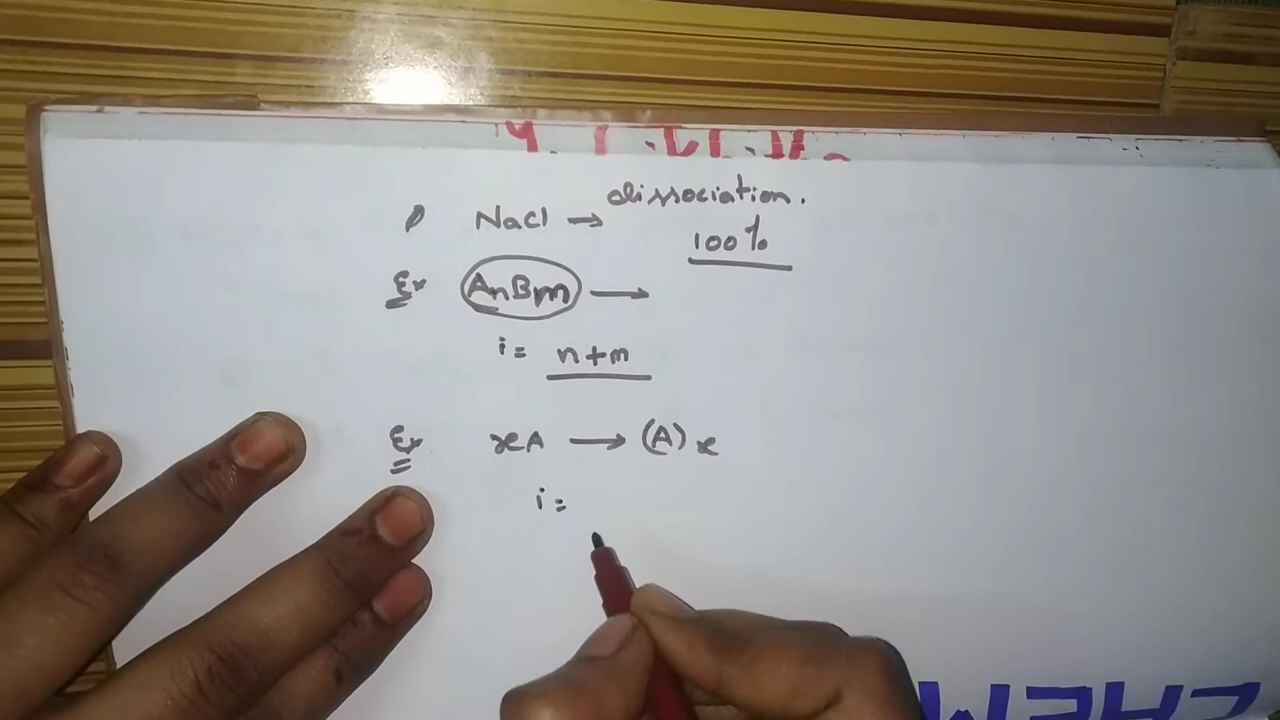 dissociation.
NaCl →
100%
Ex AnBm →
i = n+m
Ex xA → (A)x
i =